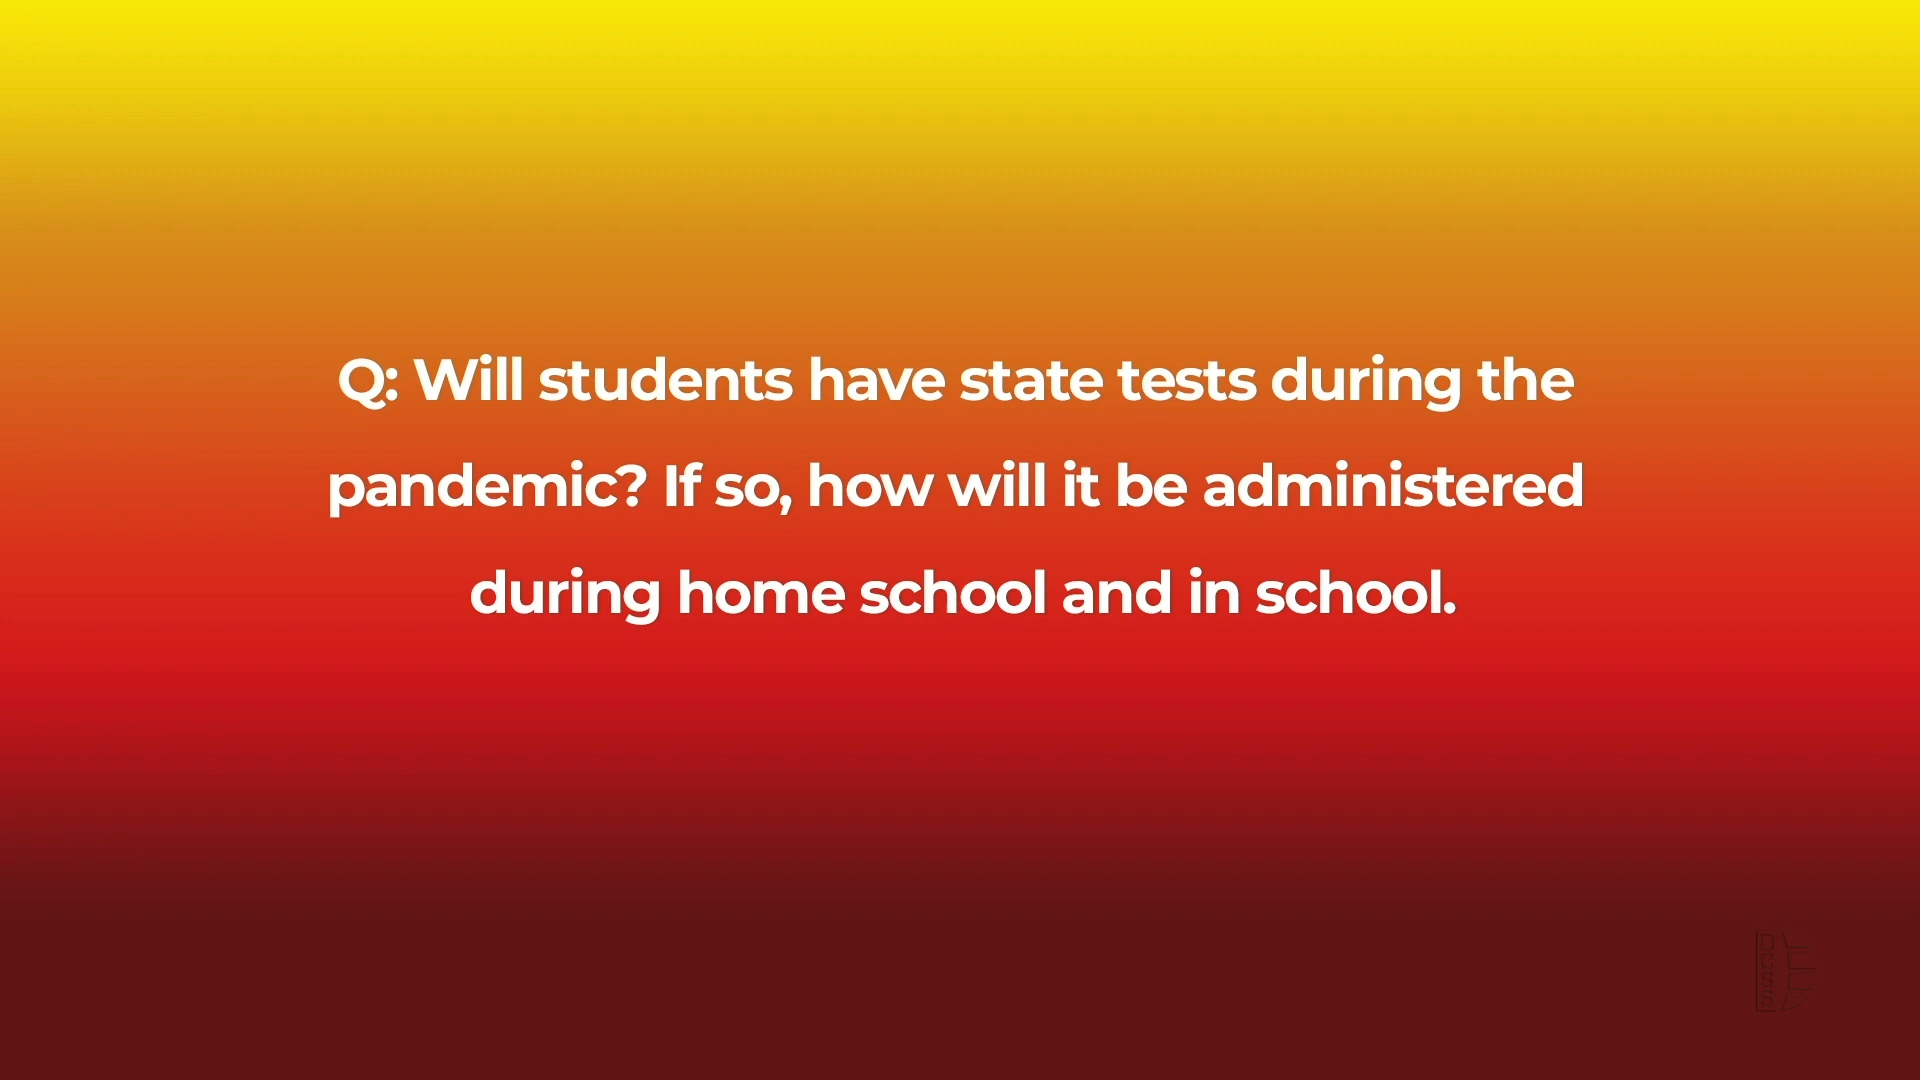 Q: Will students have state tests during the
pandemic? If so, how will it be administered
during home school and in school.